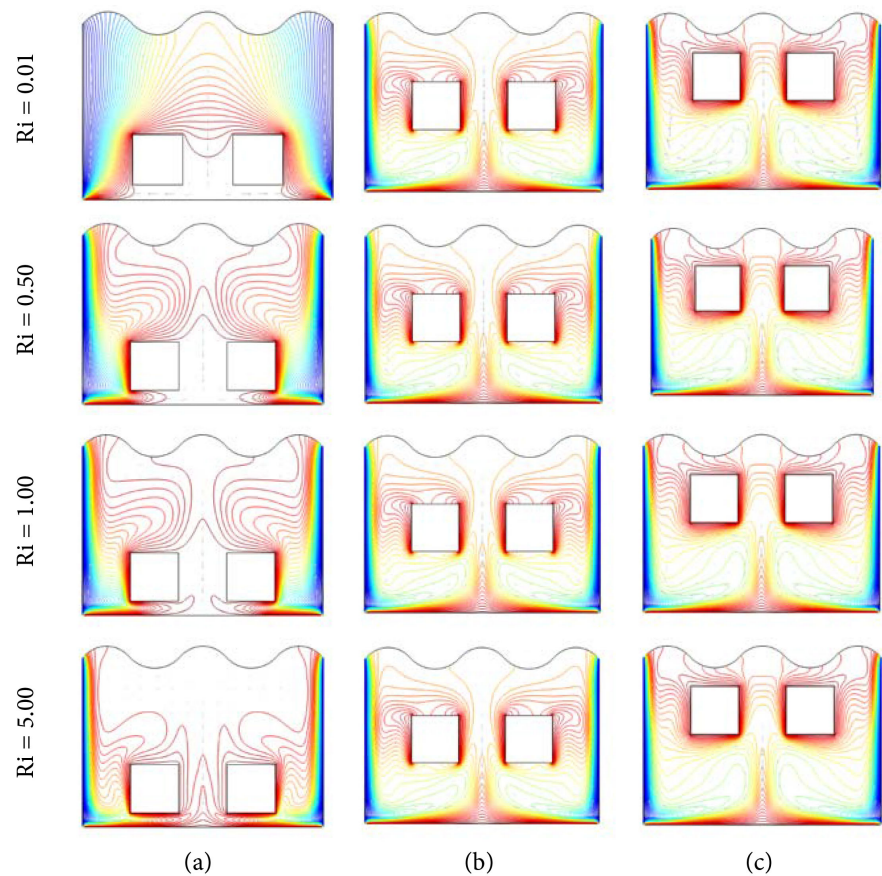 Ri = 0.01
Ri = 0.50
Ri = 1.00
Ri = 5.00
(a)
(b)
(c)